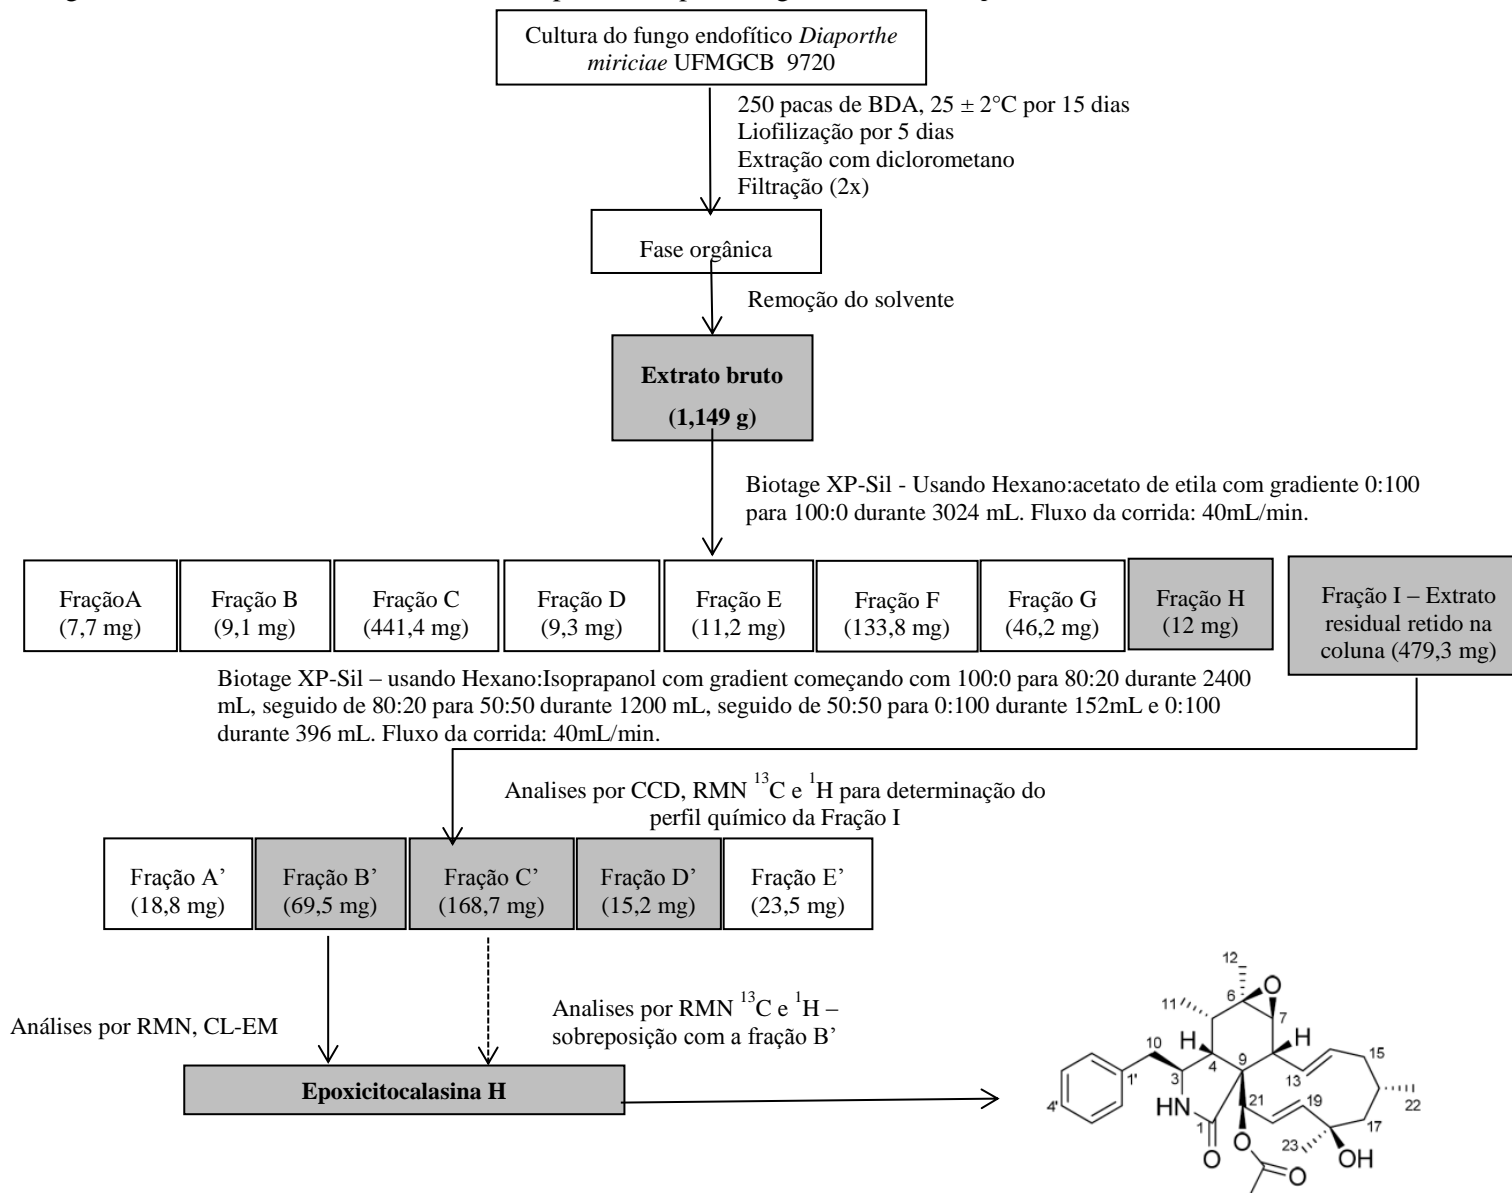 Cultura do fungo endofítico Diaporthe
miriciae UFMGCB 9720
250 pacas de BDA, 25 ± 2°C por 15 dias
Liofilização por 5 dias
Extração com diclorometano
Filtração (2x)
Fase orgânica
Remoção do solvente
Extrato bruto
(1,149 g)
Biotage XP-Sil - Usando Hexano:acetato de etila com gradiente 0:100
para 100:0 durante 3024 mL. Fluxo da corrida: 40mL/min.
FraçãoA
(7,7 mg)
Fração B
(9,1 mg)
Fração C
(441,4 mg)
Fração D
(9,3 mg)
Fração E
(11,2 mg)
Fração F
(133,8 mg)
Fração G
(46,2 mg)
Fração H
(12 mg)
Fração I – Extrato
residual retido na
coluna (479,3 mg)
Biotage XP-Sil – usando Hexano:Isoprapanol com gradient começando com 100:0 para 80:20 durante 2400
mL, seguido de 80:20 para 50:50 durante 1200 mL, seguido de 50:50 para 0:100 durante 152mL e 0:100
durante 396 mL. Fluxo da corrida: 40mL/min.
Analises por CCD, RMN 13C e 1H para determinação do
perfil químico da Fração I
Fração A’
(18,8 mg)
Fração B’
(69,5 mg)
Fração C’
(168,7 mg)
Fração D’
(15,2 mg)
Fração E’
(23,5 mg)
Análises por RMN, CL-EM
Analises por RMN 13C e 1H –
sobreposição com a fração B’
Epoxicitocalasina H
12
O
6
11
7
H
H
10
9
15
4
13
3
1'
22
21
19
4'
HN
17
1
O
23
O
OH
O